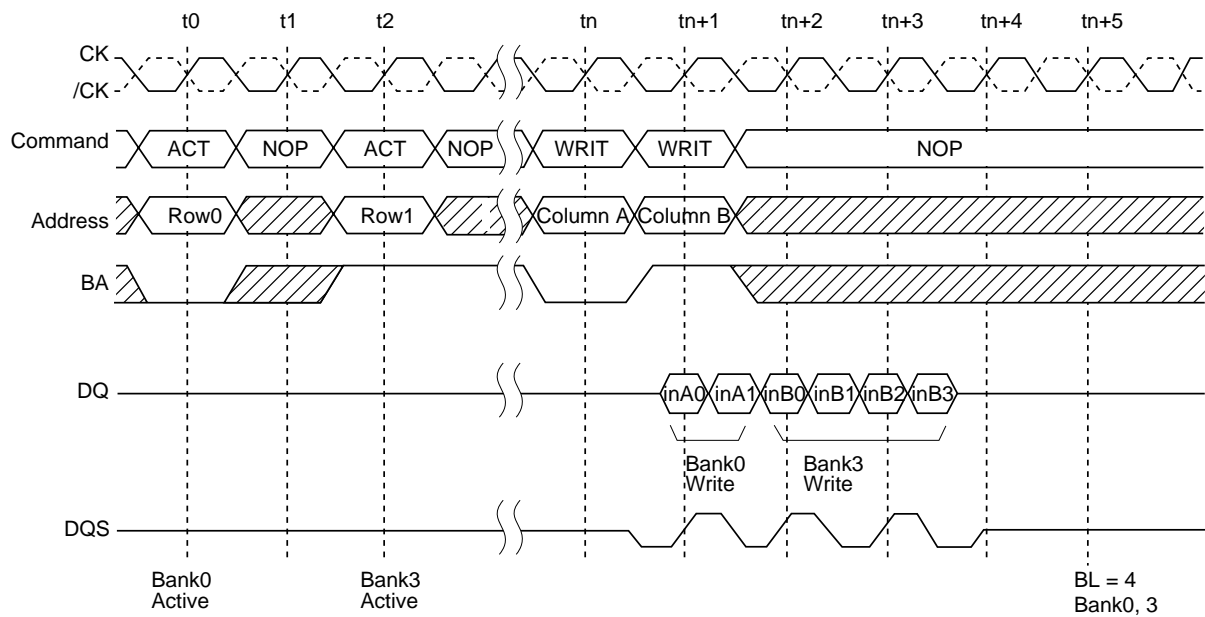 t0 t1 t2 tn tn+1 tn+2 tn+3 tn+4 tn+5
CK
/CK
Command ACT NOP ACT NOP WRIT WRIT NOP
Address Row0 Row1 Column A Column B
BA
DQ inA0 inA1 inB0 inB1 inB2 inB3
Bank0 Bank3
Write Write
DQS
Bank0 Bank3 BL = 4
Active Active Bank0, 3